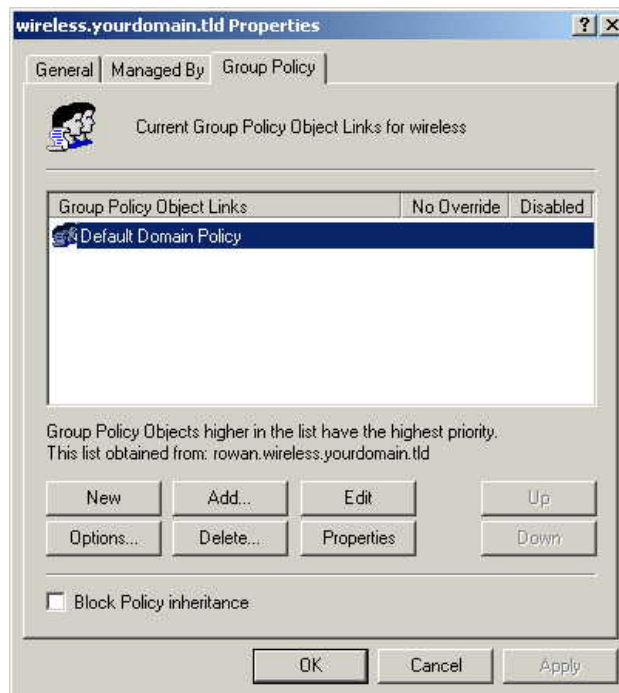 wireless.yourdomain.tld Properties
General Managed By Group Policy
Current Group Policy Object Links for wireless
Group Policy Object Links No Override Disabled
Default Domain Policy
Group Policy Objects higher in the list have the highest priority.
This list obtained from: rowan.wireless.yourdomain.tld
New Add... Edit Up
Options... Delete... Properties Down
Block Policy inheritance
OK Cancel Apply